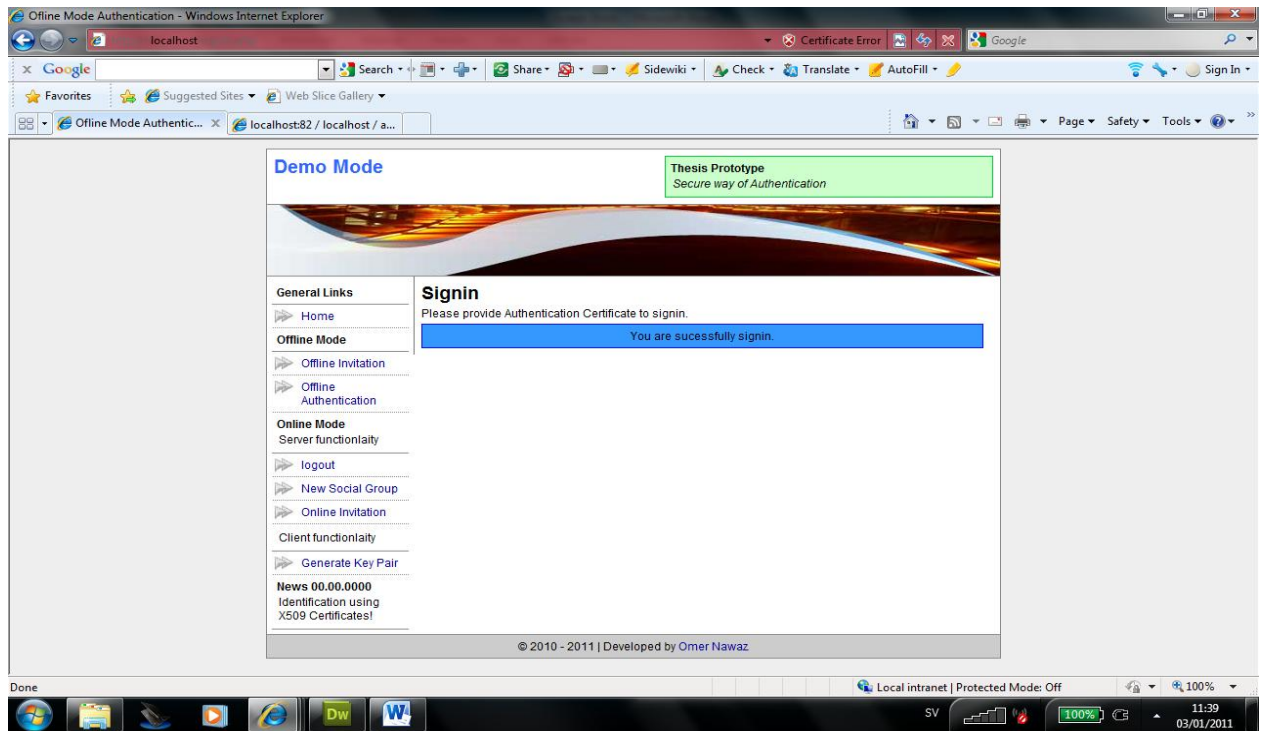 Ofline Mode Authentication - Windows Internet Explorer
localhost
Certificate Error
Google
x Google
Search
Share
Sidewiki
Check
Translate
AutoFill
Sign In
Favorites
Suggested Sites
Web Slice Gallery
Ofline Mode Authentic... X
localhost:82 / localhost / a...
Page
Safety
Tools
Demo Mode
Thesis Prototype
Secure way of Authentication
General Links
Home
Offline Mode
Offline Invitation
Offline
Authentication
Online Mode
Server functionlaity
logout
New Social Group
Online Invitation
Client functionlaity
Generate Key Pair
News 00.00.0000
Identification using
X509 Certificates!
Signin
Please provide Authentication Certificate to signin.
You are sucessfully signin.
© 2010 - 2011 | Developed by Omer Nawaz
Done
Local intranet | Protected Mode: Off
100%
Dw
W
SV
100%
11:39
03/01/2011